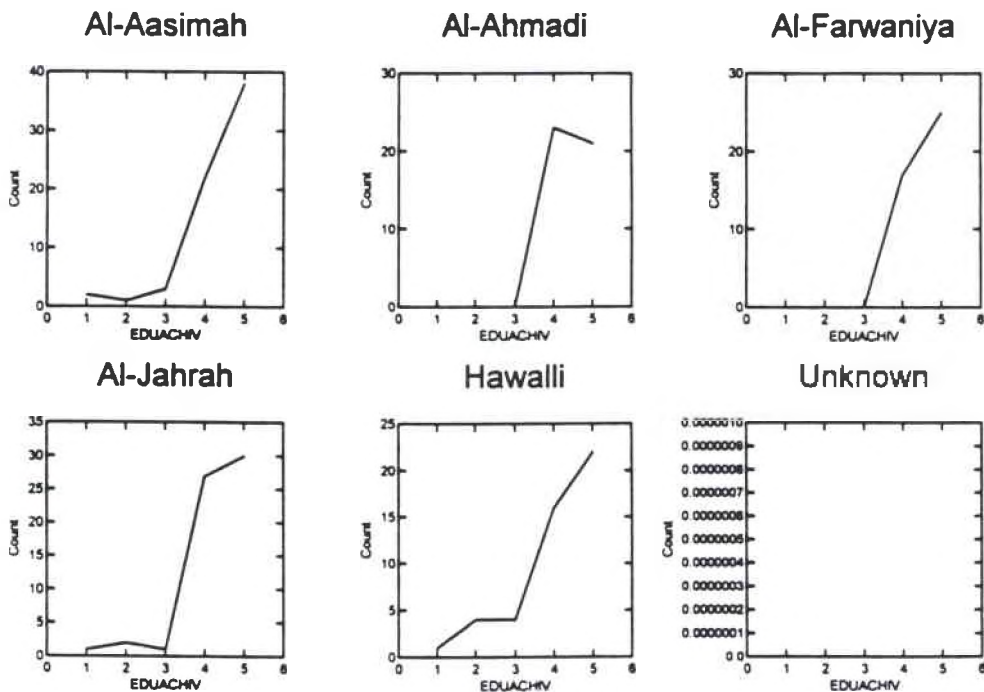 Al-Aasimah
Al-Ahmadi
Al-Farwaniya
40
30
20
10
0
Count
0 1 2 3 4 5 6
EDUACHIV
30
20
10
0
Count
0 1 2 3 4 5 6
EDUACHIV
30
20
10
0
Count
0 1 2 3 4 5 6
EDUACHIV
Al-Jahrah
Hawalli
Unknown
35
30
25
20
15
10
5
0
Count
0 1 2 3 4 5 6
EDUACHIV
25
20
15
10
5
0
Count
0 1 2 3 4 5 6
EDUACHIV
0.0000010
0.0000009
0.0000008
0.0000007
0.0000006
0.0000005
0.0000004
0.0000003
0.0000002
0.0000001
0.0
Count
0 1 2 3 4 5 6
EDUACHIV